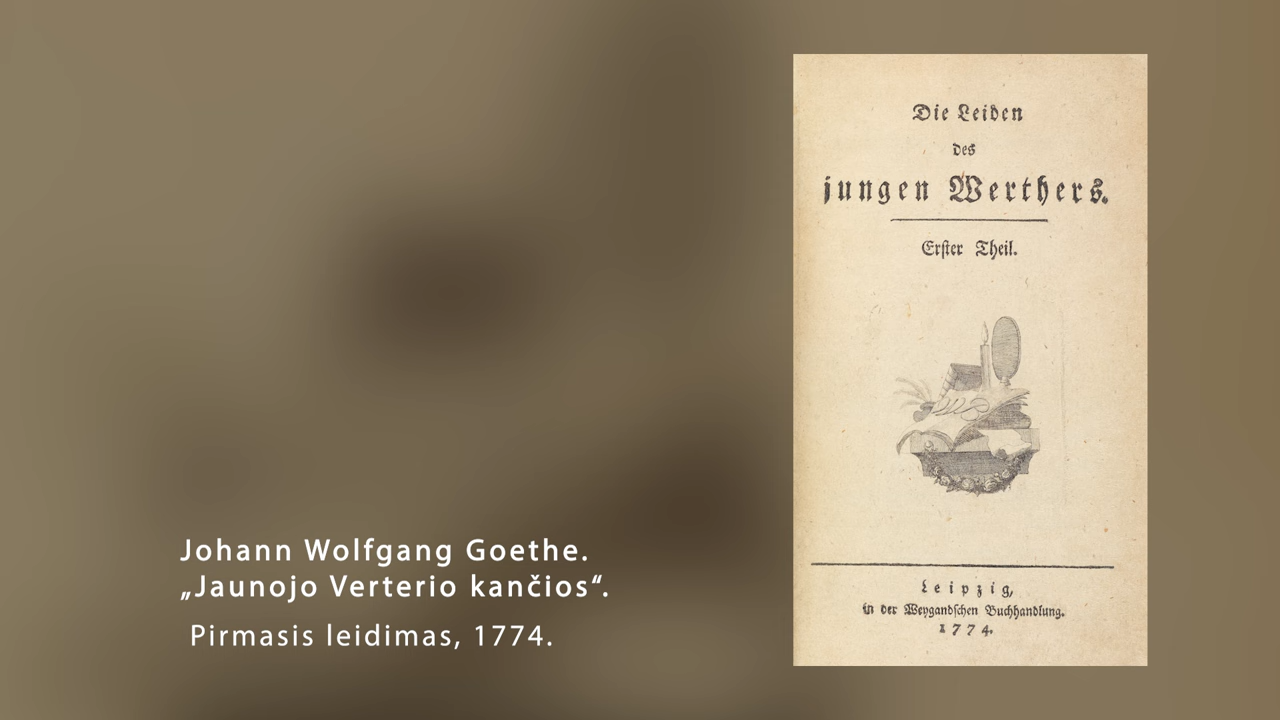 Johann Wolfgang Goethe.
„Jaunojo Verterio kančios“.
Pirmasis leidimas, 1774.
Die Leiden
des
jungen Werthers.
Erster Theil.
Leipzig,
in der Weygandschen Buchhandlung.
1774.